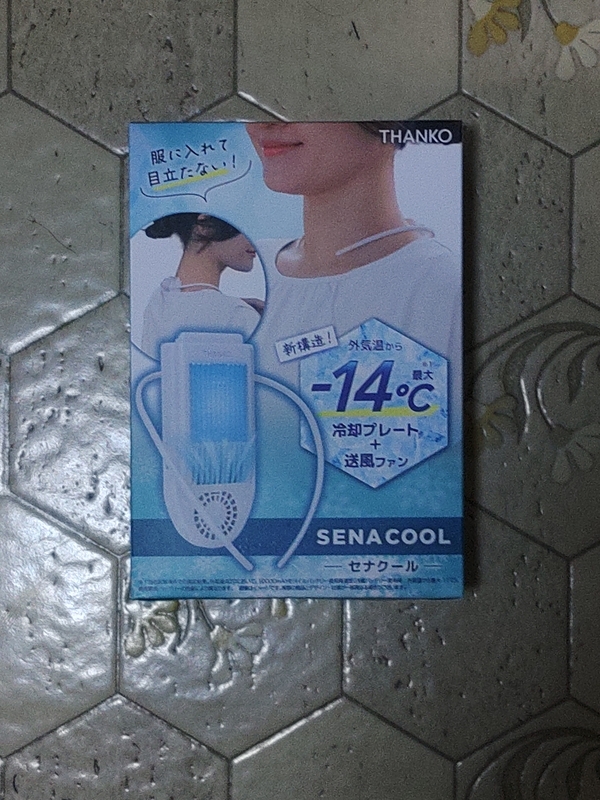 THANKO
服に入れて
目立たない!
新構造!
外気温から
※1
最大
-14℃
冷却プレート
+
送風ファン
SENACOOL
セナクール